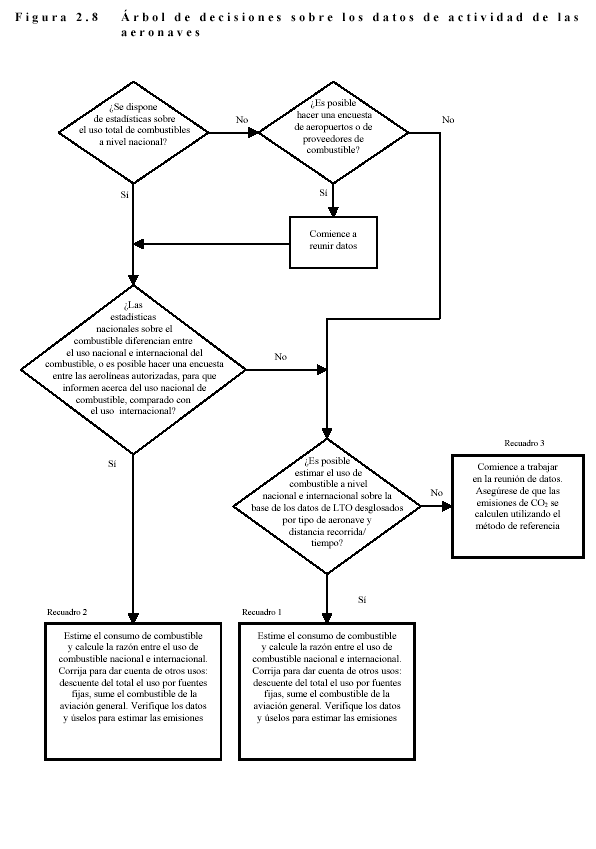 Figura 2.8 Árbol de decisiones sobre los datos de actividad de las
aeronaves
¿Se dispone
de estadísticas sobre
el uso total de combustibles
a nivel nacional?
No
¿Es posible
hacer una encuesta
de aeropuertos o de
proveedores de
combustible?
No
Sí
Sí
Comience a
reunir datos
¿Las
estadísticas
nacionales sobre el
combustible diferencian entre
el uso nacional e internacional del
combustible, o es posible hacer una encuesta
entre las aerolíneas autorizadas, para que
informen acerca del uso nacional de
combustible, comparado con
el uso internacional?
No
Sí
¿Es posible
estimar el uso de
combustible a nivel
nacional e internacional sobre la
base de los datos de LTO desglosados
por tipo de aeronave y
distancia recorrida/
tiempo?
No
Recuadro 3
Comience a trabajar
en la reunión de datos.
Asegúrese de que las
emisiones de CO₂ se
calculen utilizando el
método de referencia
Sí
Recuadro 2
Estime el consumo de combustible
y calcule la razón entre el uso de
combustible nacional e internacional.
Corrija para dar cuenta de otros usos:
descuente del total el uso por fuentes
fijas, sume el combustible de la
aviación general. Verifique los datos
y úselos para estimar las emisiones
Recuadro 1
Estime el consumo de combustible
y calcule la razón entre el uso de
combustible nacional e internacional.
Corrija para dar cuenta de otros usos:
descuente del total el uso por fuentes
fijas, sume el combustible de la
aviación general. Verifique los datos
y úselos para estimar las emisiones